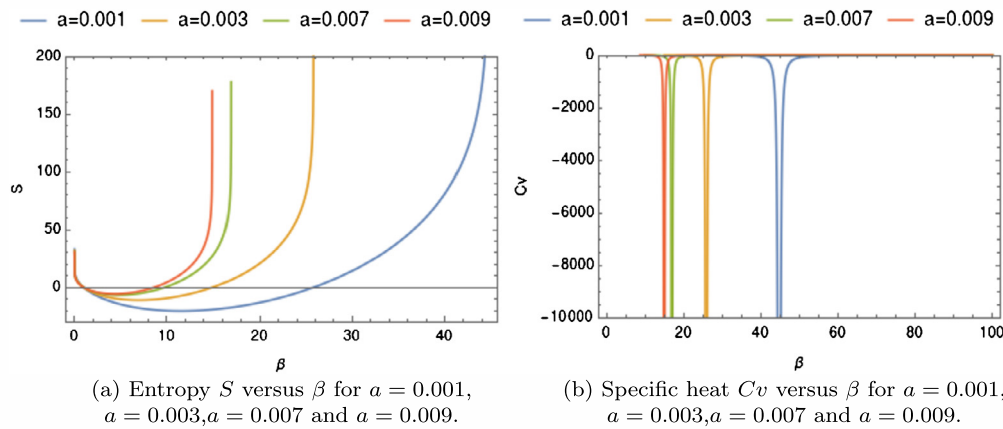 a=0.001 a=0.003 a=0.007 a=0.009
200
150
100
50
0
S
0 10 20 30 40
β
(a) Entropy S versus β for a = 0.001,
a = 0.003,a = 0.007 and a = 0.009.
a=0.001 a=0.003 a=0.007 a=0.009
0
-2000
-4000
-6000
-8000
-10000
Cv
20 40 60 80 100
β
(b) Specific heat Cv versus β for a = 0.001,
a = 0.003,a = 0.007 and a = 0.009.